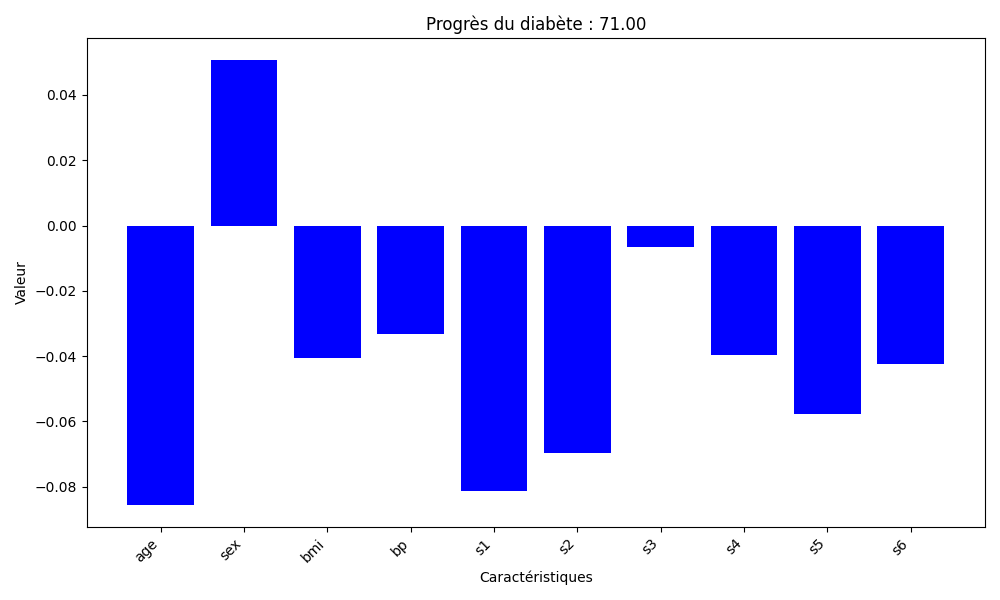 Progrès du diabète : 71.00
0.04
0.02
0.00
−0.02
−0.04
−0.06
−0.08
Valeur
age
sex
bmi
bp
s1
s2
s3
s4
s5
s6
Caractéristiques